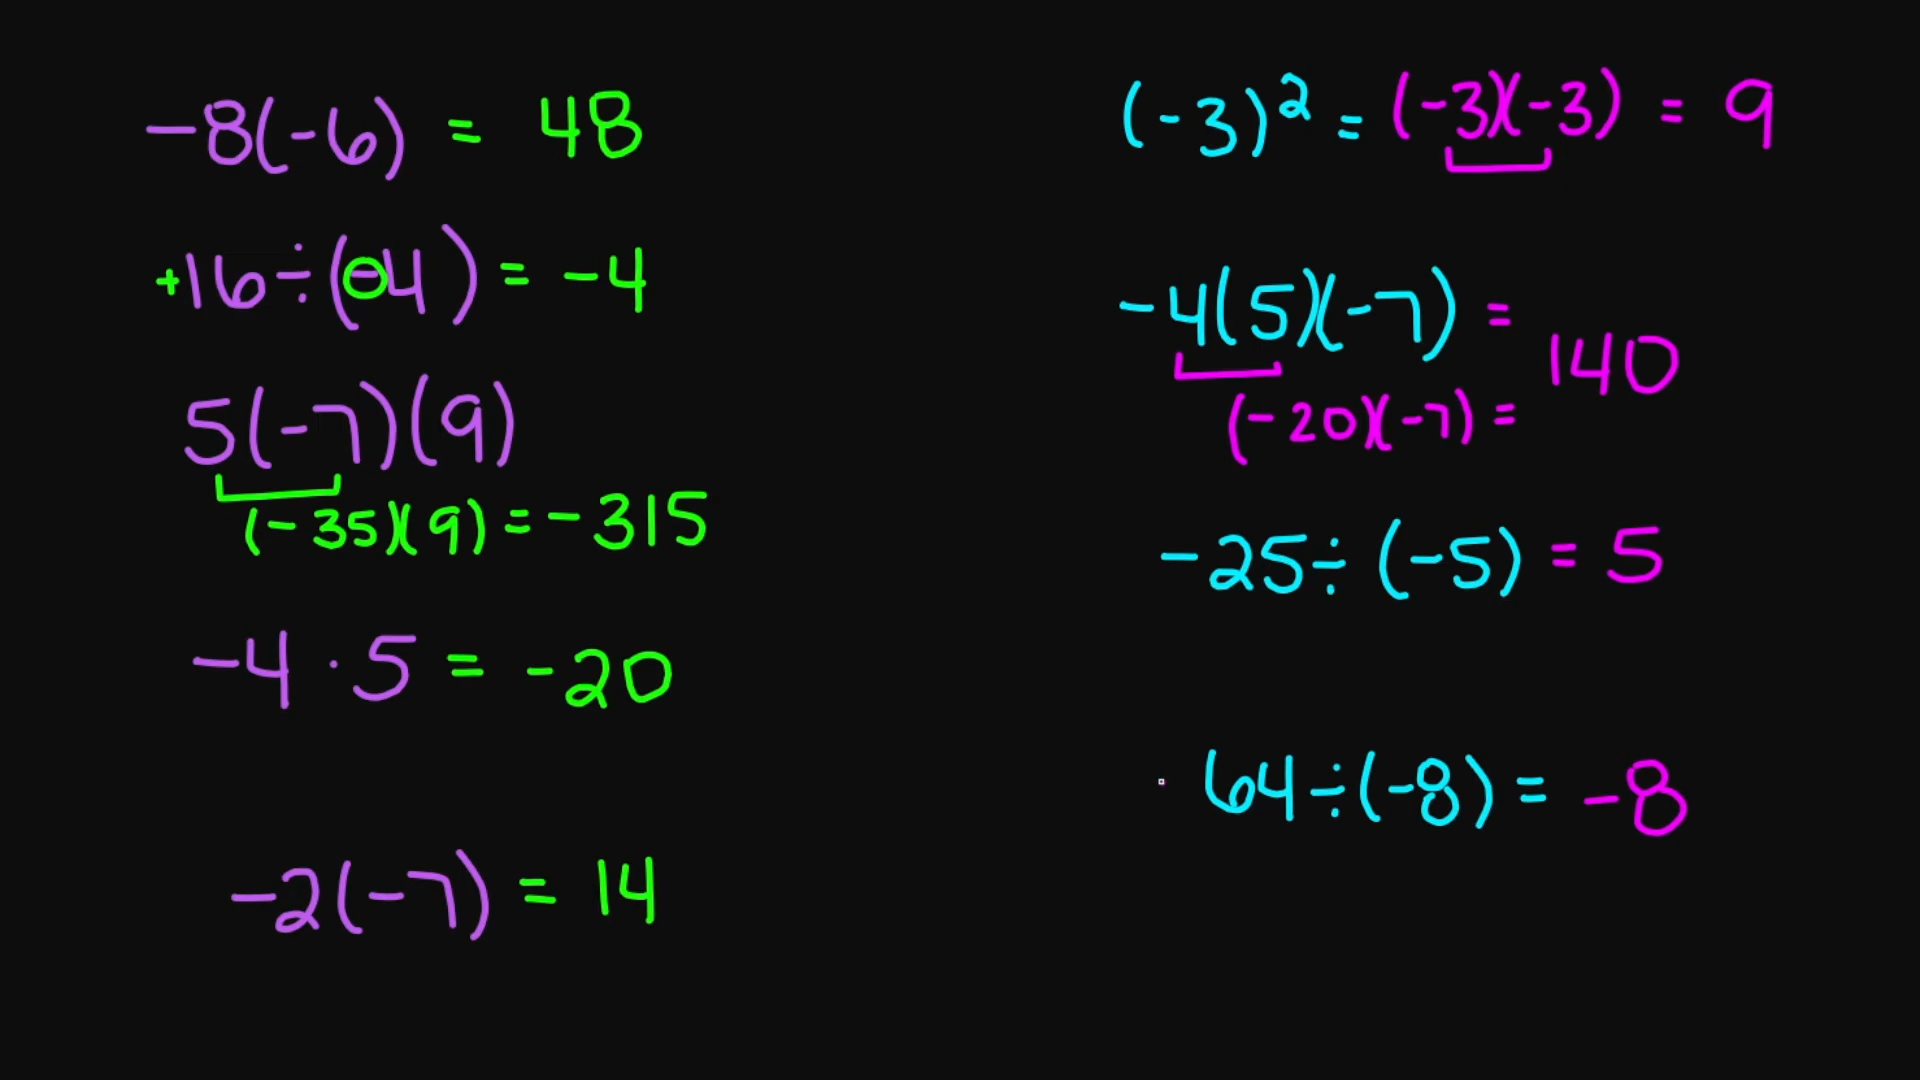 -8(-6) = 48
+16÷(-4) = -4
5(-7)(9)
(-35)(9) = -315
-4 · 5 = -20
-2(-7) = 14
(-3)² = (-3)(-3) = 9
-4(5)(-7) = 140
(-20)(-7) =
-25÷(-5) = 5
64÷(-8) = -8